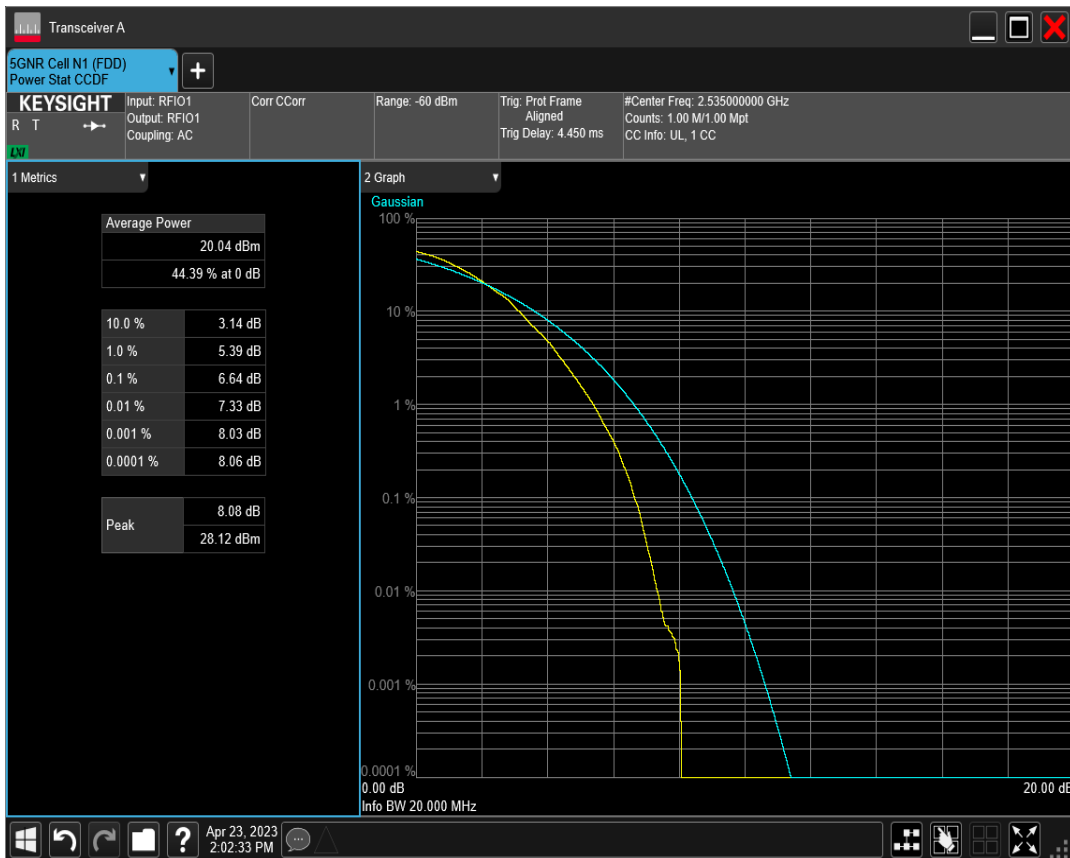 Transceiver A
5GNR Cell N1 (FDD)
Power Stat CCDF
+
KEYSIGHT
R T
LXI
Input: RFIO1
Output: RFIO1
Coupling: AC
Corr CCorr
Range: -60 dBm
Trig: Prot Frame
Aligned
Trig Delay: 4.450 ms
#Center Freq: 2.535000000 GHz
Counts: 1.00 M/1.00 Mpt
CC Info: UL, 1 CC
1 Metrics
Average Power
20.04 dBm
44.39 % at 0 dB
10.0 % 3.14 dB
1.0 % 5.39 dB
0.1 % 6.64 dB
0.01 % 7.33 dB
0.001 % 8.03 dB
0.0001 % 8.06 dB
Peak
8.08 dB
28.12 dBm
2 Graph
Gaussian
100 %
10 %
1 %
0.1 %
0.01 %
0.001 %
0.0001 %
0.00 dB 20.00 dB
Info BW 20.000 MHz
?
Apr 23, 2023
2:02:33 PM